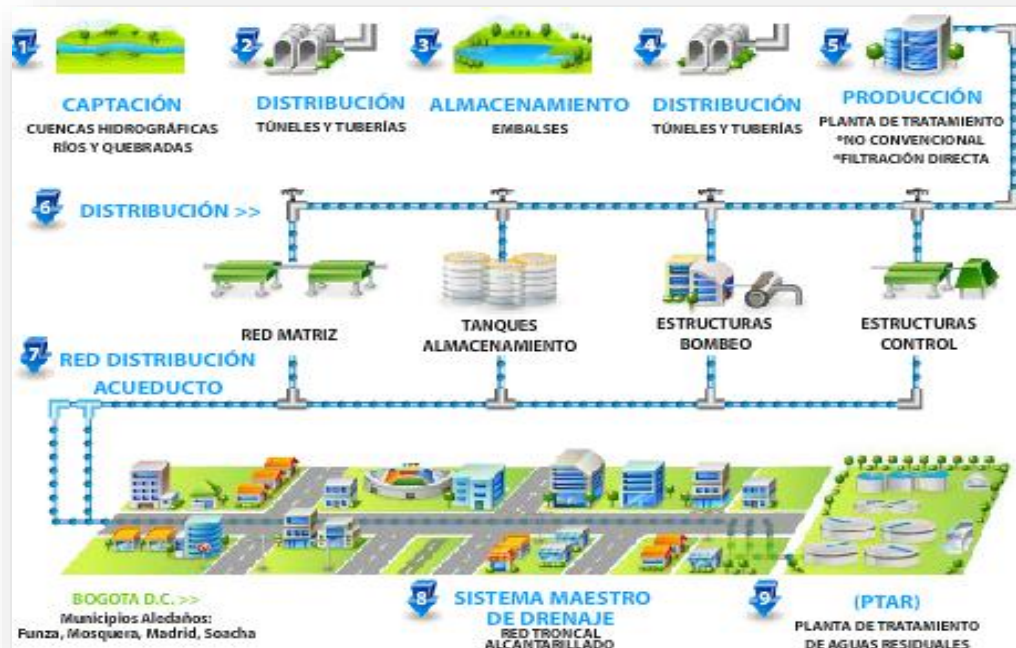 1
CAPTACIÓN
CUENCAS HIDROGRÁFICAS
RÍOS Y QUEBRADAS
2
DISTRIBUCIÓN
TÚNELES Y TUBERÍAS
3
ALMACENAMIENTO
EMBALSES
4
DISTRIBUCIÓN
TÚNELES Y TUBERÍAS
5
PRODUCCIÓN
PLANTA DE TRATAMIENTO
*NO CONVENCIONAL
*FILTRACIÓN DIRECTA
6
DISTRIBUCIÓN >>
RED MATRIZ
TANQUES
ALMACENAMIENTO
ESTRUCTURAS
BOMBEO
ESTRUCTURAS
CONTROL
7
RED DISTRIBUCIÓN
ACUEDUCTO
BOGOTA D.C. >>
Municipios Aledaños:
Funza, Mosquera, Madrid, Soacha
8
SISTEMA MAESTRO
DE DRENAJE
RED TRONCAL
ALCANTARILLADO
9
(PTAR)
PLANTA DE TRATAMIENTO
DE AGUAS RESIDUALES